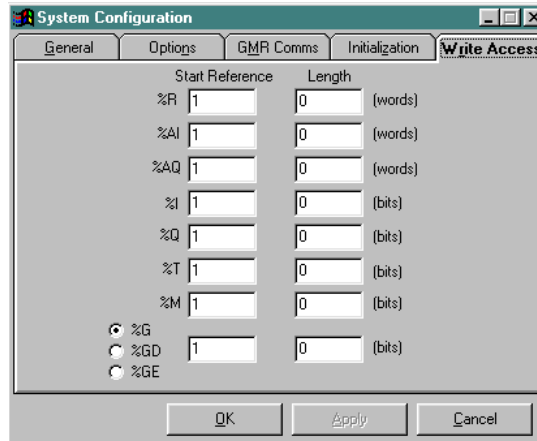 System Configuration
General Options GMR Comms Initialization Write Access
Start Reference Length
%R 1 0 (words)
%AI 1 0 (words)
%AQ 1 0 (words)
%I 1 0 (bits)
%Q 1 0 (bits)
%T 1 0 (bits)
%M 1 0 (bits)
%G
%GD 1 0 (bits)
%GE
OK Apply Cancel